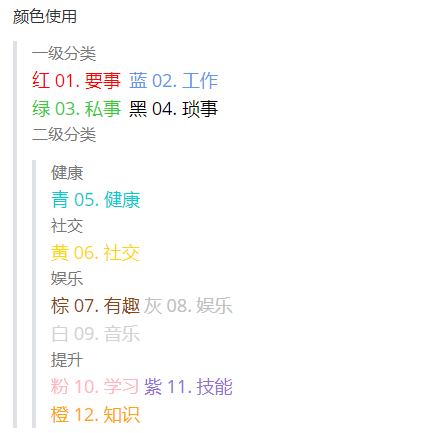 颜色使用
一级分类
红 01. 要事 蓝 02. 工作
绿 03. 私事 黑 04. 琐事
二级分类
健康
青 05. 健康
社交
黄 06. 社交
娱乐
棕 07. 有趣 灰 08. 娱乐
白 09. 音乐
提升
粉 10. 学习 紫 11. 技能
橙 12. 知识